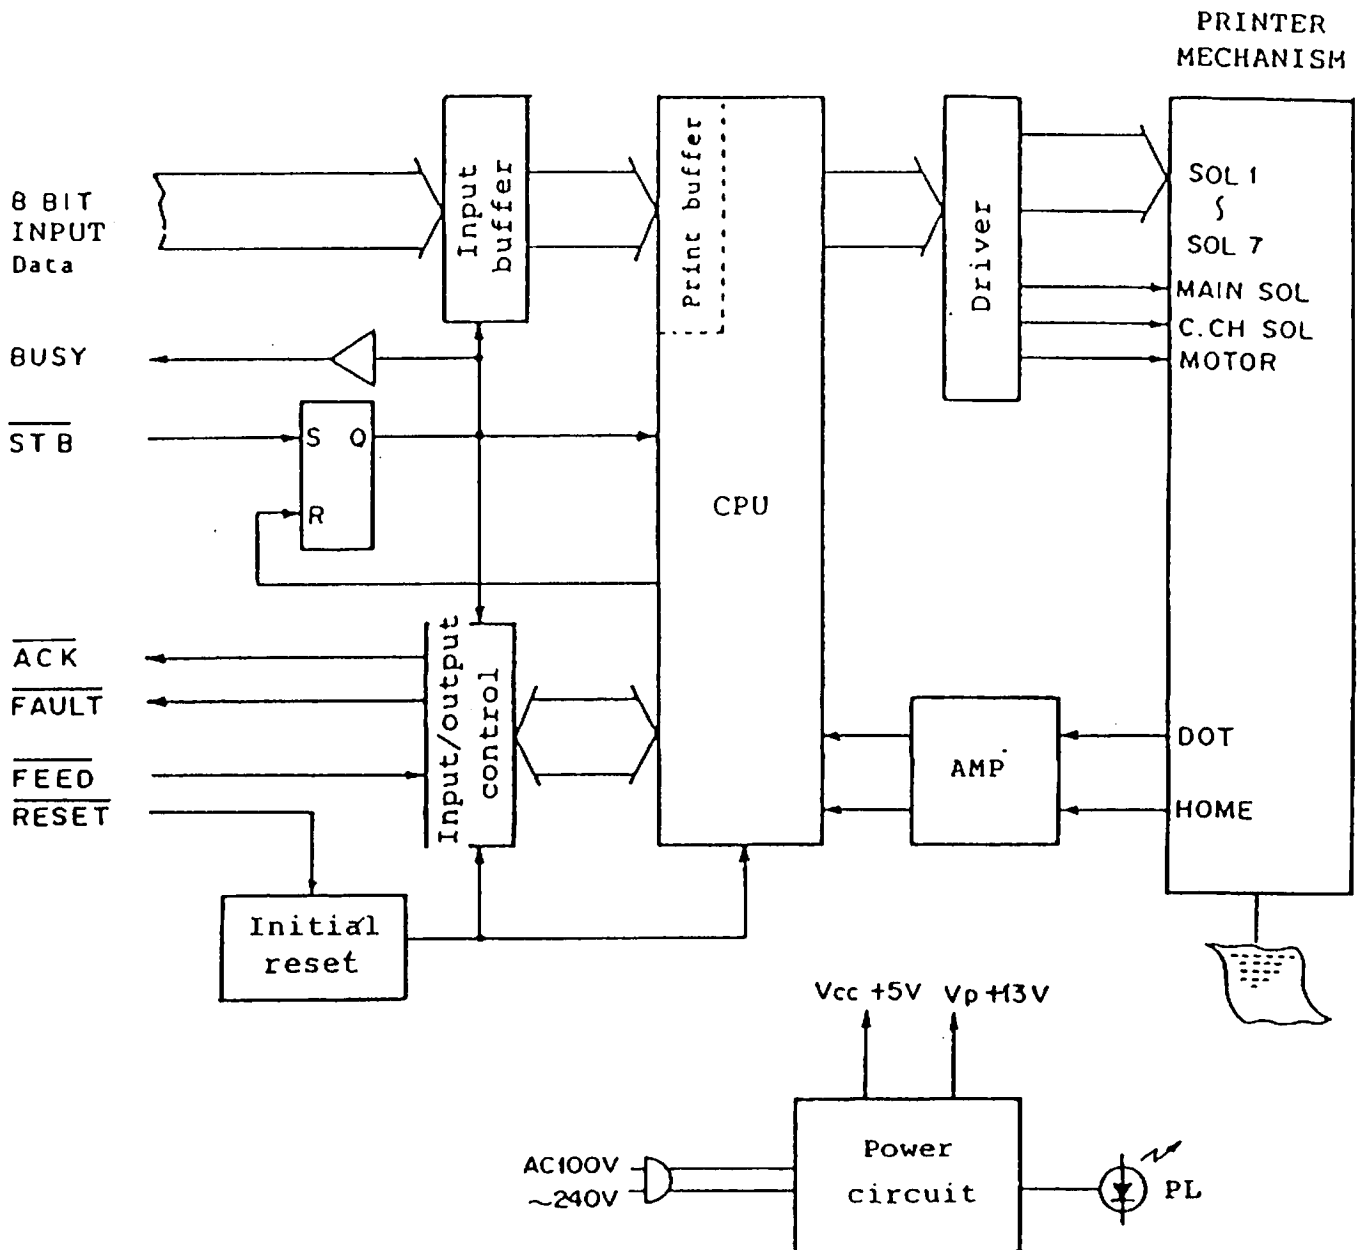 PRINTER
MECHANISM
8 BIT
INPUT
Data
Input
buffer
Print buffer
Driver
SOL 1
SOL 7
MAIN SOL
C.CH SOL
MOTOR
BUSY
STB
S Q
R
CPU
ACK
FAULT
FEED
RESET
Input/output
control
AMP
DOT
HOME
Initial
reset
Vcc +5V Vp +13V
AC100V
~240V
Power
circuit
PL